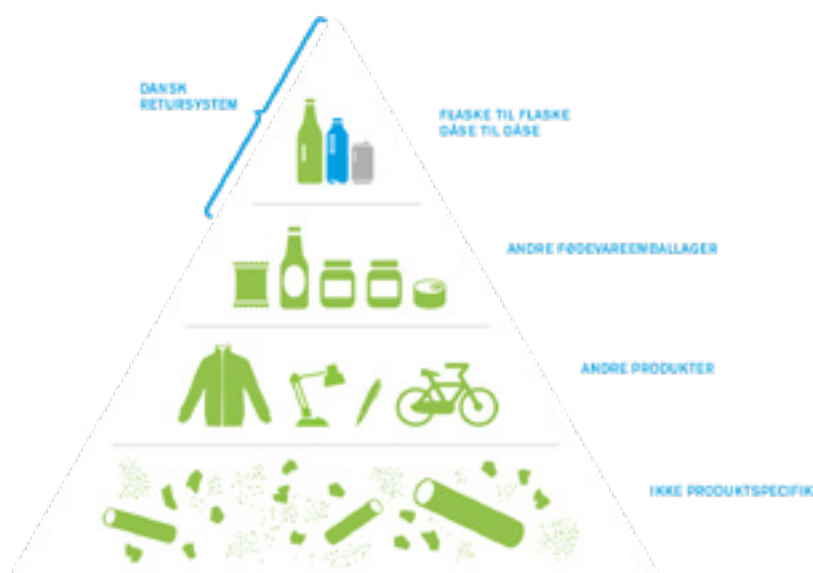 DANSK
RETURSYSTEM
FLASKE TIL FLASKE
DÅSE TIL DÅSE
ANDRE FØDEVAREEMBALLAGER
ANDRE PRODUKTER
IKKE PRODUKTSPECIFIK